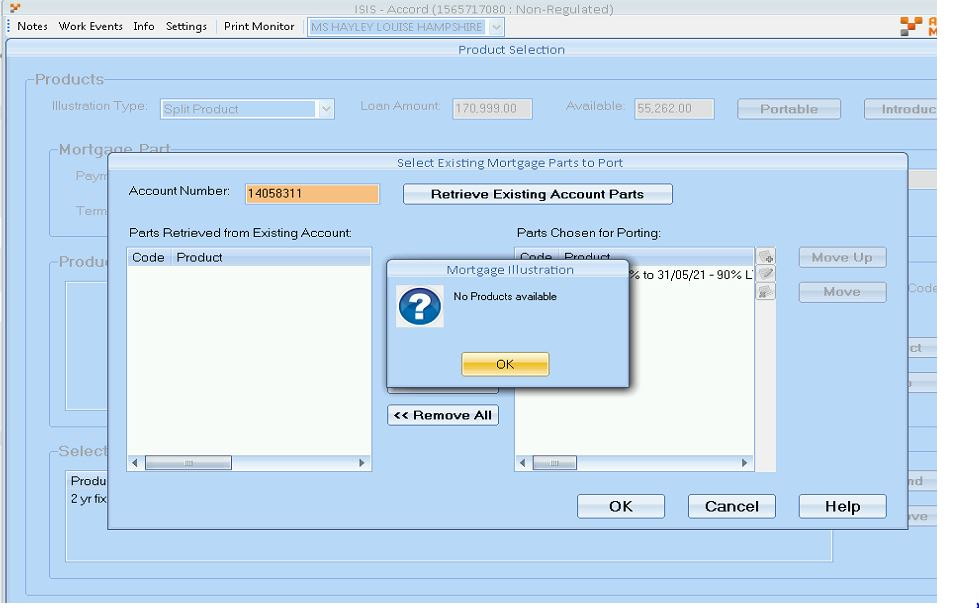 ISIS - Accord (1565717080 : Non-Regulated)
Notes Work Events Info Settings Print Monitor MS HAYLEY LOUISE HAMPSHIRE
Product Selection
Products
Illustration Type: Split Product Loan Amount: 170,999.00 Available: 55,262.00 Portable Introduc
Mortgage Part
Select Existing Mortgage Parts to Port
Paym
Account Number: 14058311 Retrieve Existing Account Parts
Term
Parts Retrieved from Existing Account: Parts Chosen for Porting:
Code Product Code Product Move Up
Produ
Mortgage Illustration
% to 31/05/21 - 90% L
No Products available
Move
Code
ct
OK
<< Remove All
Select
Produ
nd
2 yr fix
OK Cancel Help
ve